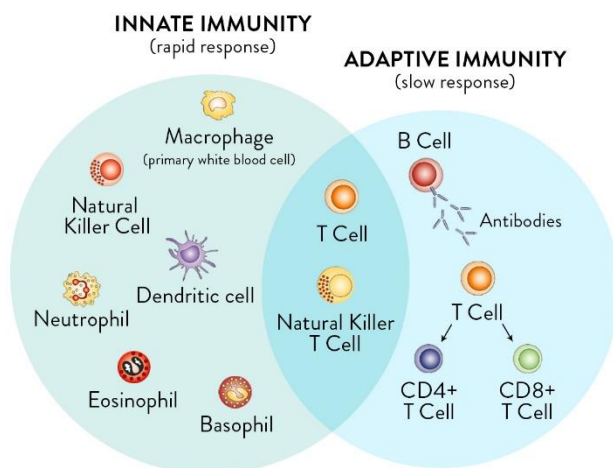 INNATE IMMUNITY
(rapid response)
ADAPTIVE IMMUNITY
(slow response)
Macrophage
(primary white blood cell)
Natural
Killer Cell
Dendritic cell
Neutrophil
Eosinophil
Basophil
T Cell
Natural Killer
T Cell
B Cell
Antibodies
T Cell
CD4+
T Cell
CD8+
T Cell